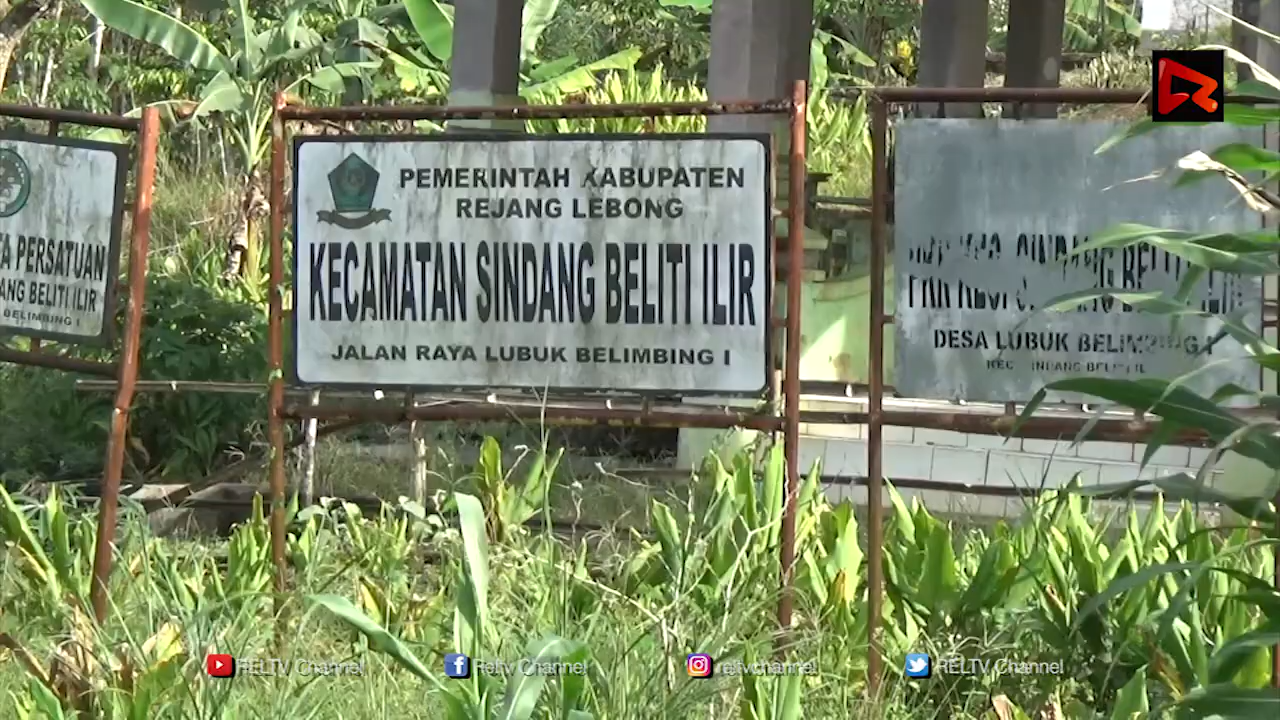 TA PERSATUAN
ANG BELITI ILIR
BELIMBING I
PEMERINTAH KABUPATEN
REJANG LEBONG
KECAMATAN SINDANG BELITI ILIR
JALAN RAYA LUBUK BELIMBING I
SINDANG
DESA LUBUK BELIMBING I
RELTV Channel
Reltv Channel
reltvchannel
RELTV Channel